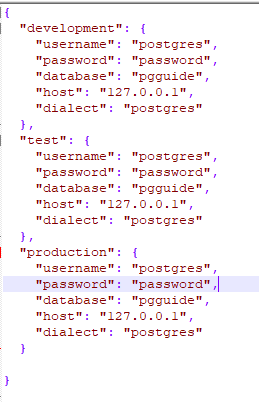 {
  "development": {
    "username": "postgres",
    "password": "password",
    "database": "pgguide",
    "host": "127.0.0.1",
    "dialect": "postgres"
  },
  "test": {
    "username": "postgres",
    "password": "password",
    "database": "pgguide",
    "host": "127.0.0.1",
    "dialect": "postgres"
  },
  "production": {
    "username": "postgres",
    "password": "password",
    "database": "pgguide",
    "host": "127.0.0.1",
    "dialect": "postgres"
  }

}